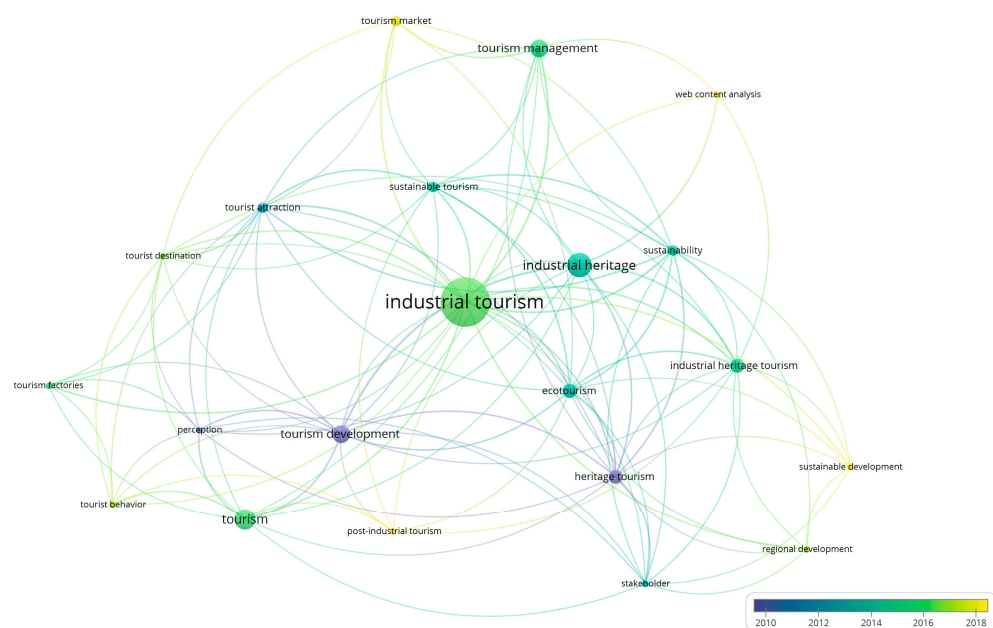 tourism market
tourism management
web content analysis
sustainable tourism
tourist attraction
sustainability
tourist destination
industrial heritage
industrial tourism
industrial heritage tourism
tourism factories
ecotourism
perception
tourism development
sustainable development
heritage tourism
tourist behavior
tourism
post-industrial tourism
regional development
stakeholder
2010 2012 2014 2016 2018